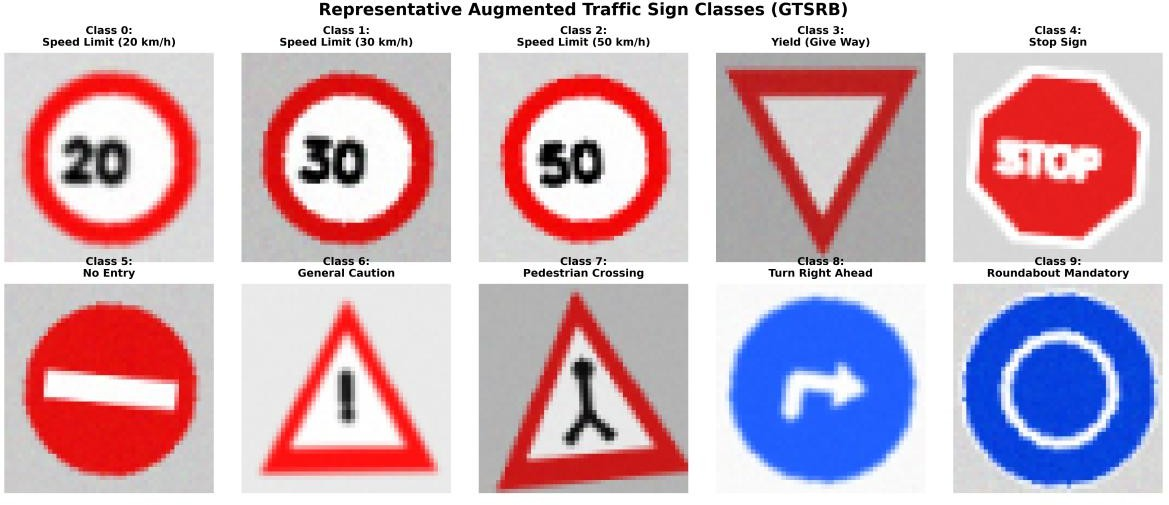 Representative Augmented Traffic Sign Classes (GTSRB)
Class 0:
Speed Limit (20 km/h)
Class 1:
Speed Limit (30 km/h)
Class 2:
Speed Limit (50 km/h)
Class 3:
Yield (Give Way)
Class 4:
Stop Sign
20
30
50
STOP
Class 5:
No Entry
Class 6:
General Caution
Class 7:
Pedestrian Crossing
Class 8:
Turn Right Ahead
Class 9:
Roundabout Mandatory
!